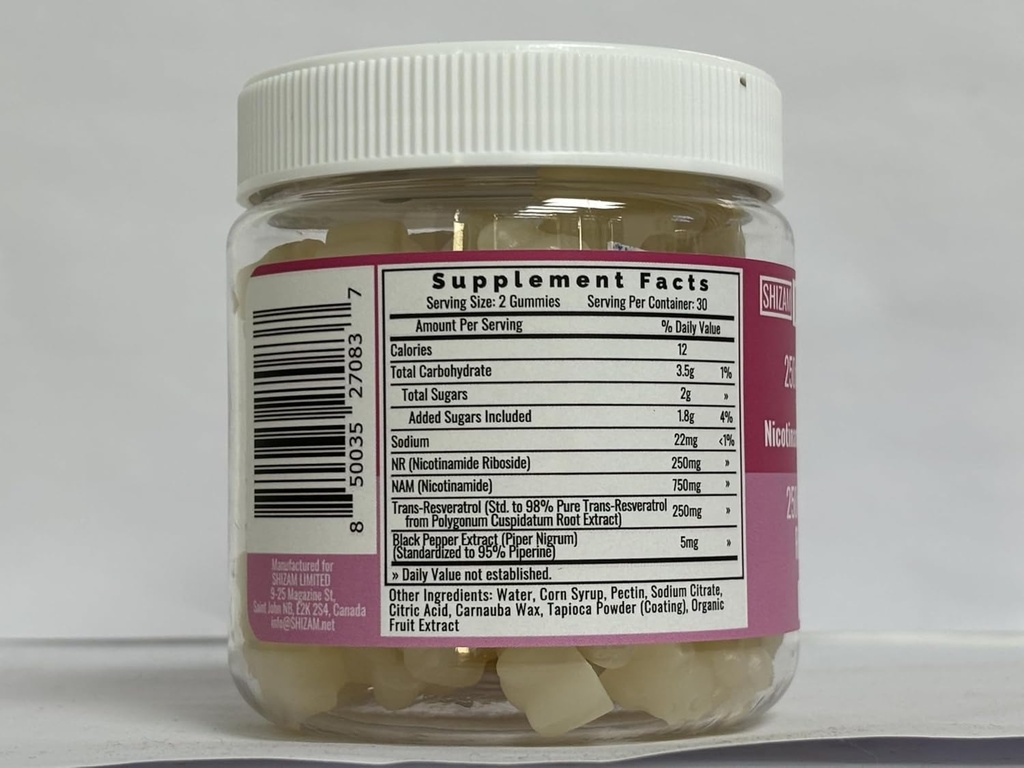 8 50035 27083 7
Manufactured for
SHIZAM LIMITED
9-25 Magazine St,
Saint John NB, E2K 2S4, Canada
info@SHIZAM.net
Supplement Facts
Serving Size: 2 Gummies Serving Per Container: 30
Amount Per Serving % Daily Value
Calories 12
Total Carbohydrate 3.5g 1%
Total Sugars 2g »
Added Sugars Included 1.8g 4%
Sodium 22mg <1%
NR (Nicotinamide Riboside) 250mg »
NAM (Nicotinamide) 750mg »
Trans-Resveratrol (Std. to 98% Pure Trans-Resveratrol 250mg »
from Polygonum Cuspidatum Root Extract)
Black Pepper Extract (Piper Nigrum) 5mg »
(Standardized to 95% Piperine)
» Daily Value not established.
Other Ingredients: Water, Corn Syrup, Pectin, Sodium Citrate,
Citric Acid, Carnauba Wax, Tapioca Powder (Coating), Organic
Fruit Extract
SHIZAM